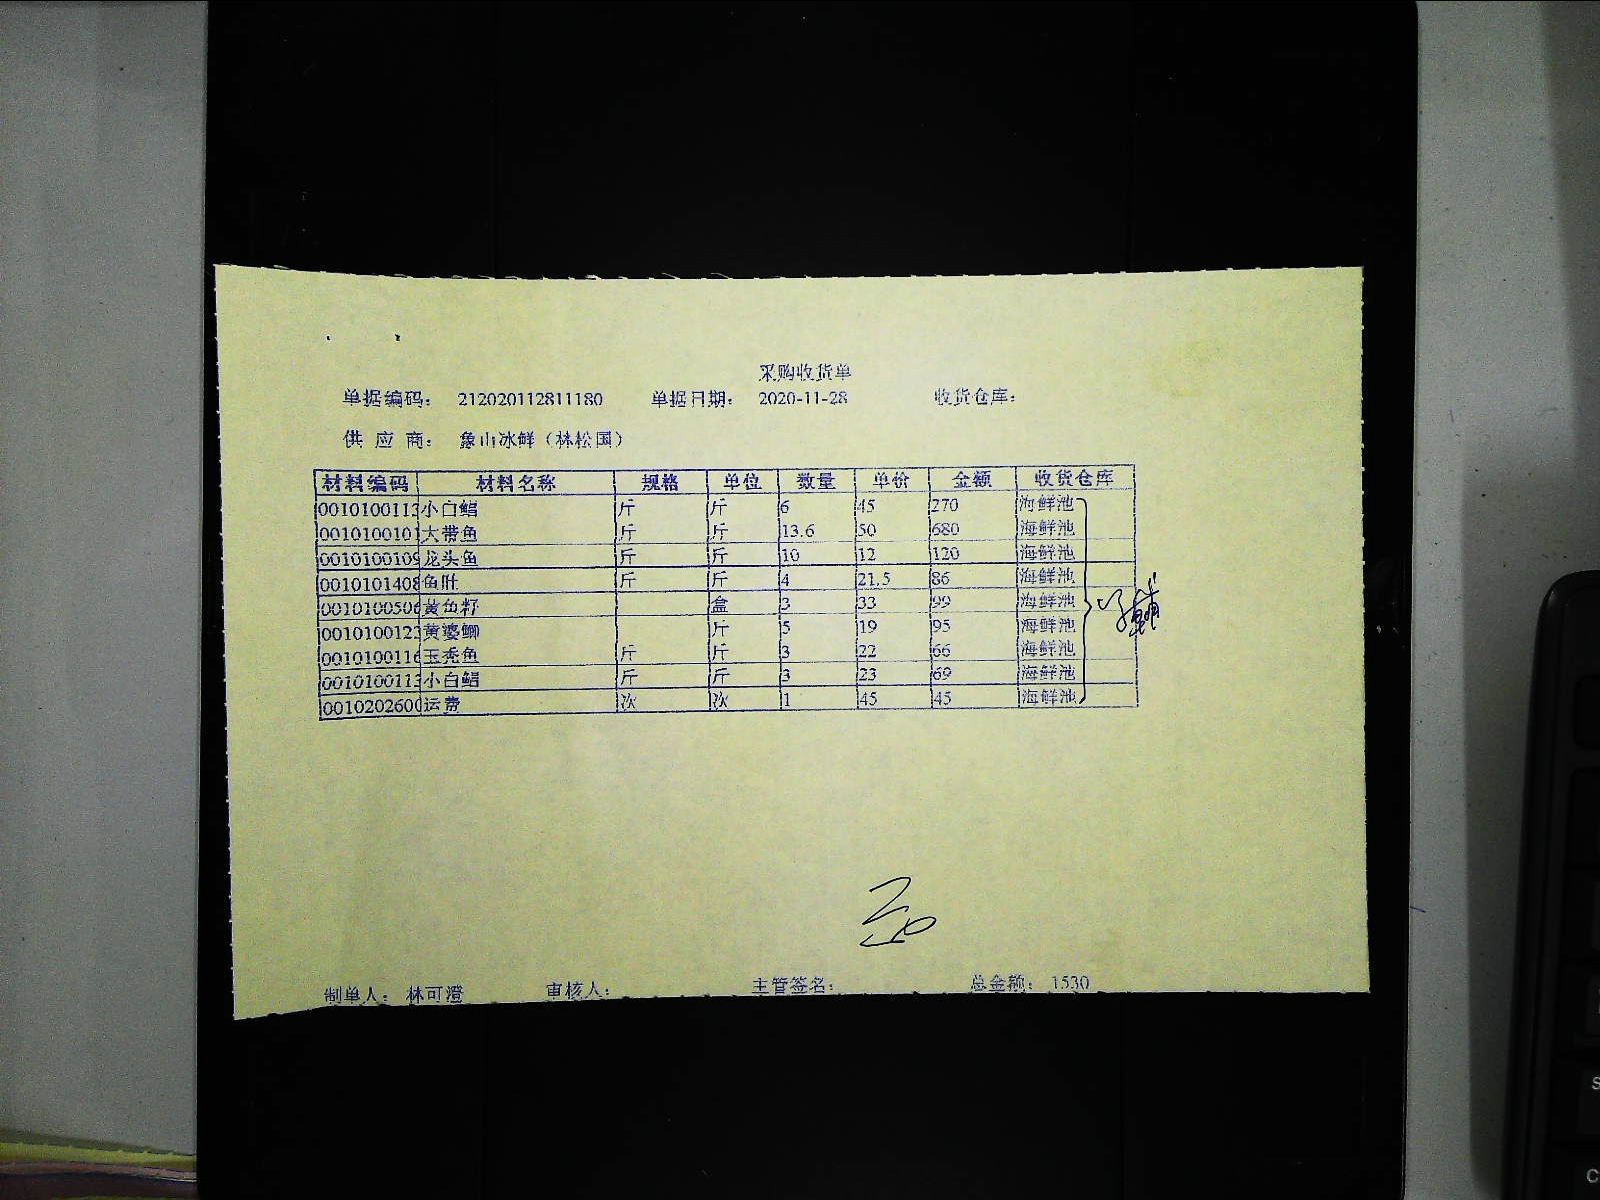 采购收货单
单据编码： 212020112811180 单据日期： 2020-11-28 收货仓库：
供 应 商： 象山冰鲜（林松国）
材料编码 材料名称 规格 单位 数量 单价 金额 收货仓库
0010100113 小白鲳 斤 斤 6 45 270 海鲜池
0010100101 大带鱼 斤 斤 13.6 50 680 海鲜池
0010100109 龙头鱼 斤 斤 10 12 120 海鲜池
0010101408 鱼肚 斤 斤 4 21.5 86 海鲜池
0010100506 黄鱼籽 盒 3 33 99 海鲜池
0010100123 黄婆鲫 斤 5 19 95 海鲜池
0010100116 玉秃鱼 斤 斤 3 22 66 海鲜池
0010100113 小白鲳 斤 斤 3 23 69 海鲜池
0010202600 运费 次 次 1 45 45 海鲜池
制单人： 林可澄 审核人： 主管签名： 总金额： 1530